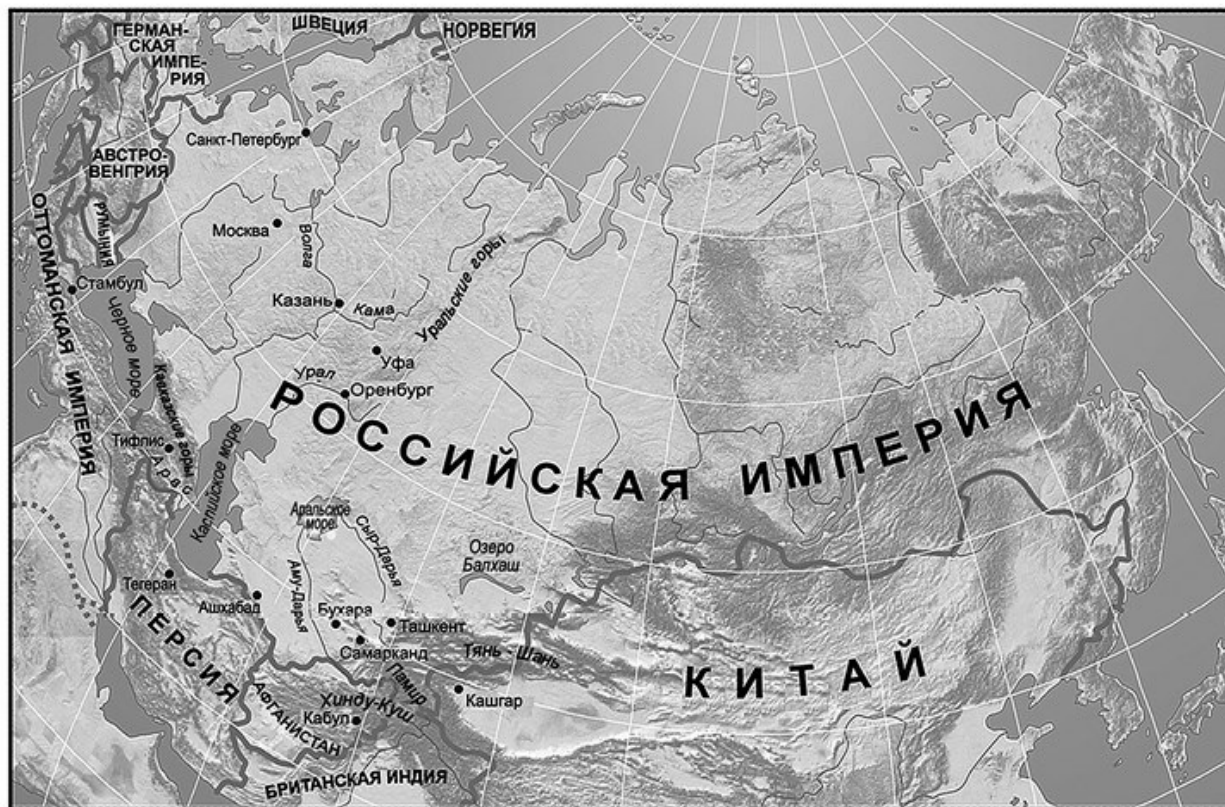 ШВЕЦИЯ
НОРВЕГИЯ
ГЕРМАН-
СКАЯ
ИМПЕ-
РИЯ
Санкт-Петербург
АВСТРО-
ВЕНГРИЯ
РУМЫНИЯ
ОТТОМАНСКАЯ ИМПЕРИЯ
Москва
Волга
Стамбул
Черное море
Казань
Кама
Уральские горы
Уфа
Урал
Оренбург
РОССИЙСКАЯ ИМПЕРИЯ
Кавказские горы
Тифлис
Аракс
Каспийское море
Аральское
море
Сыр-Дарья
Аму-Дарья
Озеро
Балхаш
Тегеран
Ашхабад
Бухара
Ташкент
Самарканд
Тянь - Шань
ПЕРСИЯ
Памир
КИТАЙ
Кашгар
АФГАНИСТАН
Хинду-Куш
Кабул
БРИТАНСКАЯ ИНДИЯ